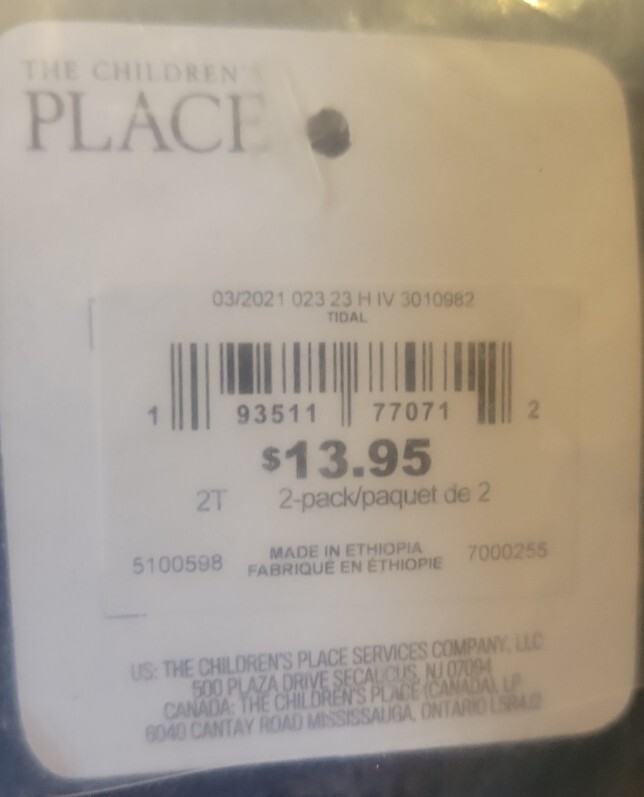 THE CHILDREN'S
PLACE
03/2021 023 23 H IV 3010982
TIDAL
1 93511 77071 2
$13.95
2T 2-pack/paquet de 2
5100598 MADE IN ETHIOPIA 7000255
FABRIQUÉ EN ÉTHIOPIE
US: THE CHILDREN'S PLACE SERVICES COMPANY, LLC
500 PLAZA DRIVE SECAUCUS, NJ 07094
CANADA: THE CHILDREN'S PLACE (CANADA), LP
6040 CANTAY ROAD MISSISSAUGA, ONTARIO